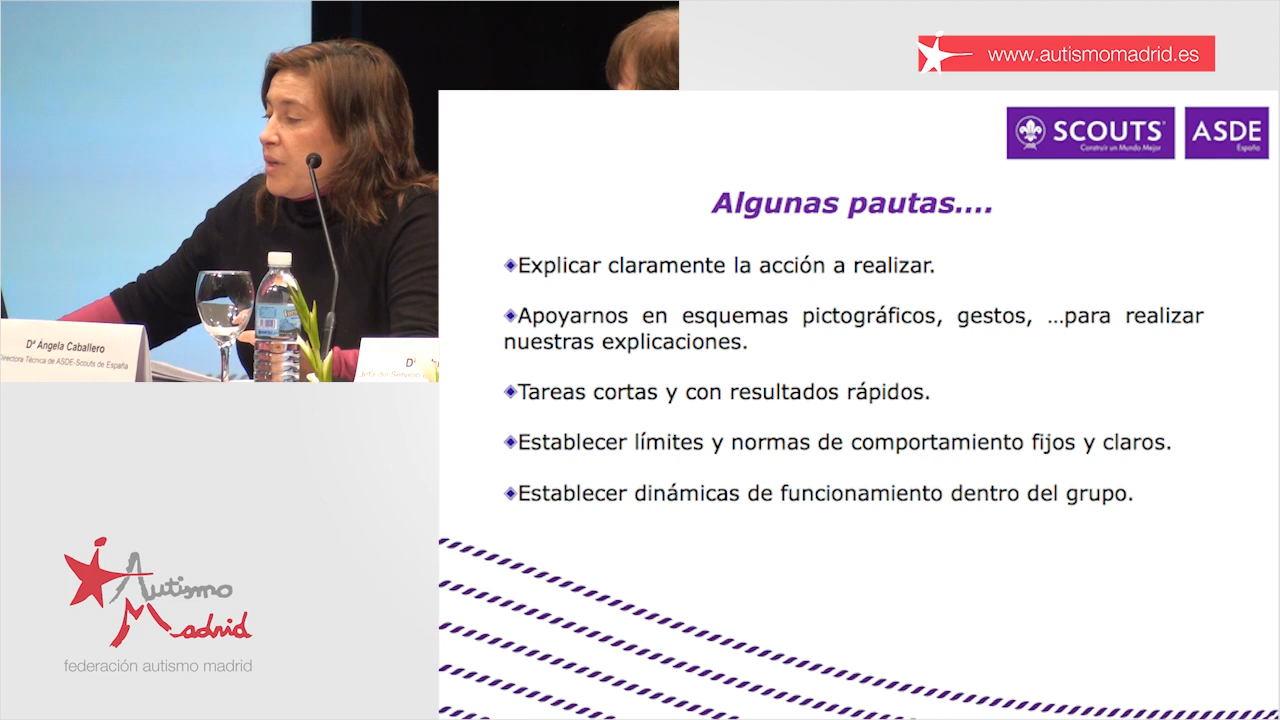 www.autismomadrid.es
SCOUTS
Construir un Mundo Mejor
ASDE
España
Algunas pautas....
Explicar claramente la acción a realizar.
Apoyarnos en esquemas pictográficos, gestos, …para realizar
nuestras explicaciones.
Tareas cortas y con resultados rápidos.
Establecer límites y normas de comportamiento fijos y claros.
Establecer dinámicas de funcionamiento dentro del grupo.
Dª Ángela Caballero
Directora Técnica de ASDE-Scouts de España
Dª
Autismo
Madrid
federación autismo madrid